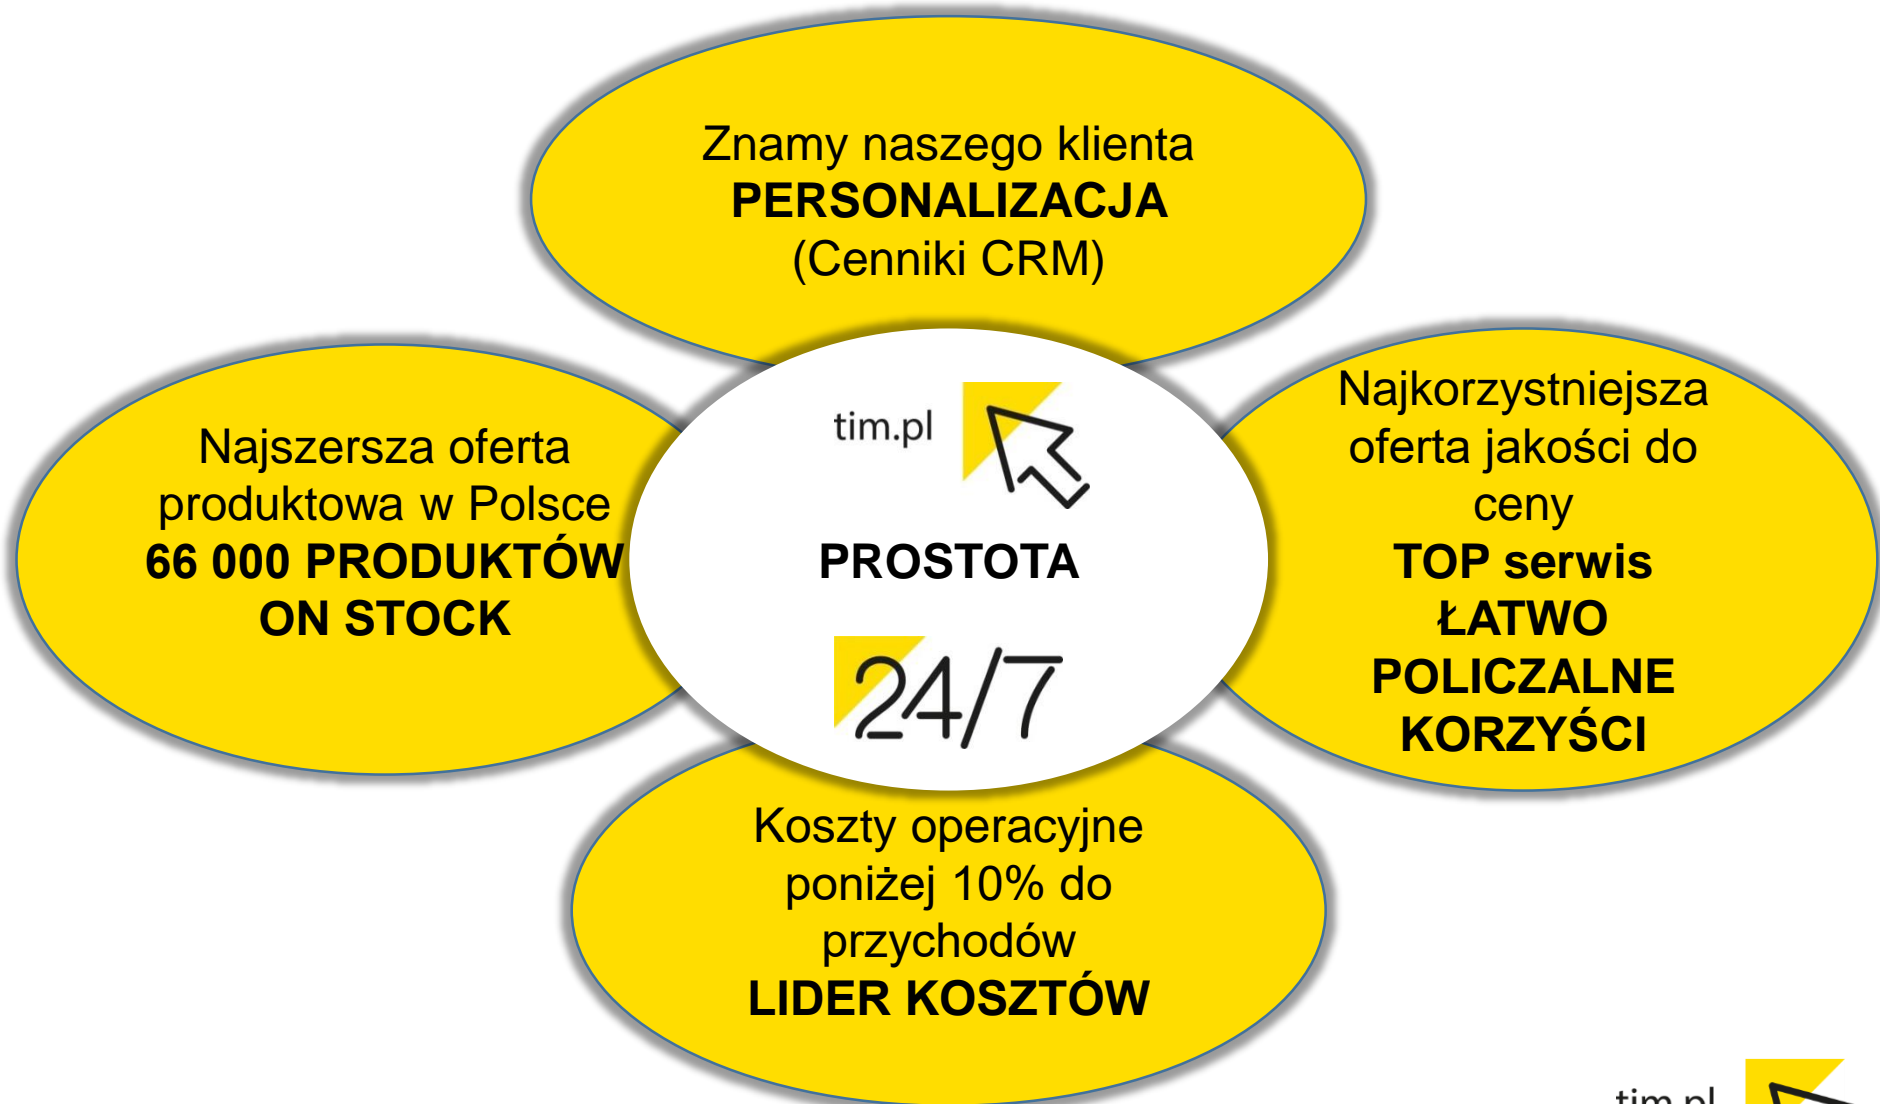 Znamy naszego klienta
PERSONALIZACJA
(Cenniki CRM)
Najszersza oferta
produktowa w Polsce
66 000 PRODUKTÓW
ON STOCK
tim.pl
PROSTOTA
24/7
Najkorzystniejsza
oferta jakości do
ceny
TOP serwis
ŁATWO
POLICZALNE
KORZYŚCI
Koszty operacyjne
poniżej 10% do
przychodów
LIDER KOSZTÓW
tim.pl